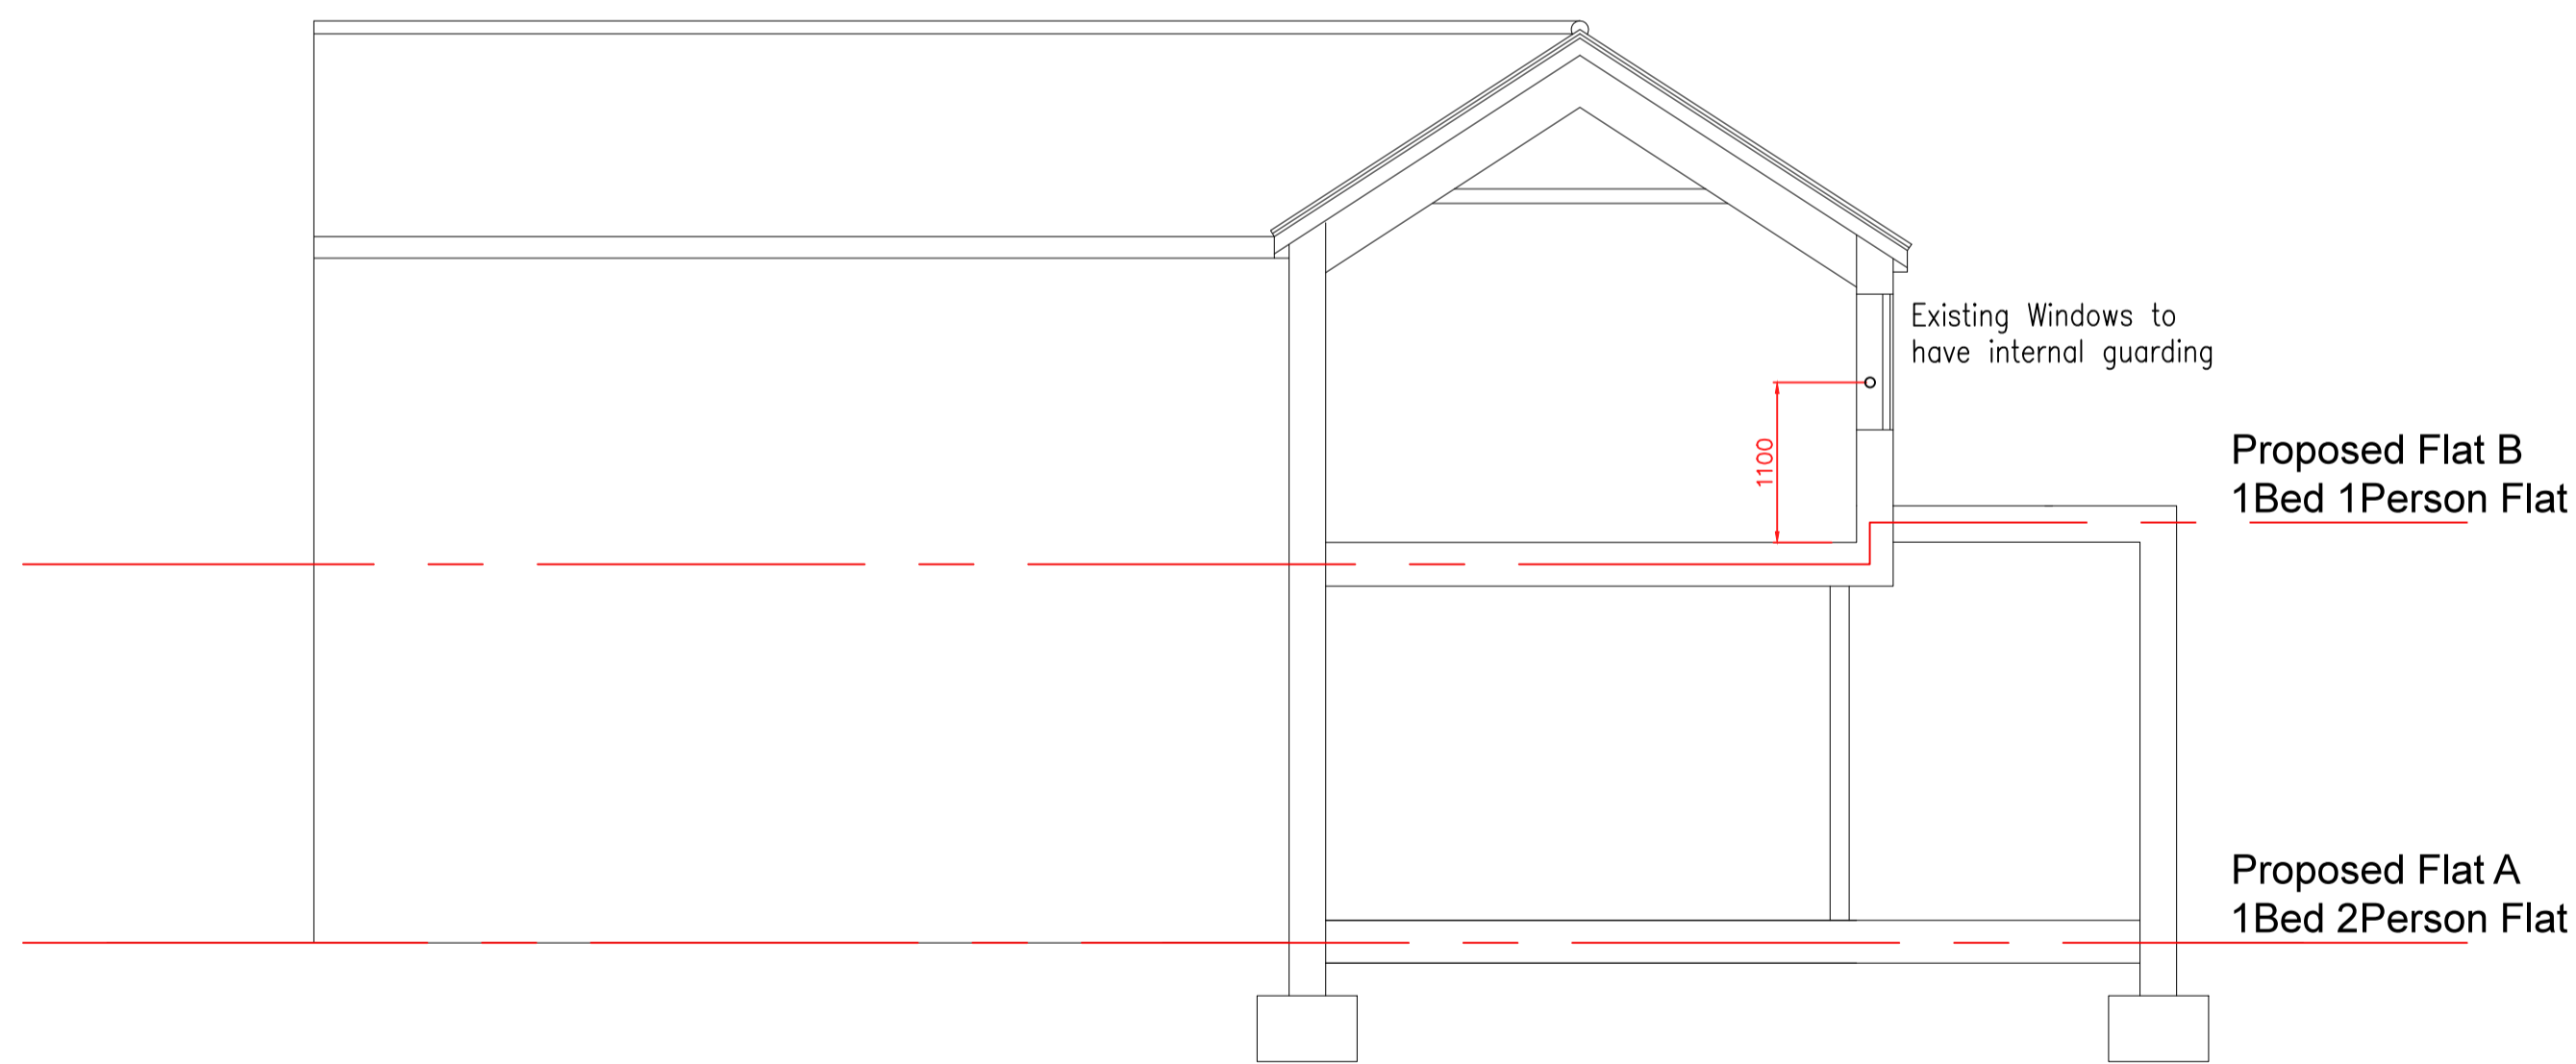 Existing Windows to
have internal guarding
1100
Proposed Flat B
1Bed 1Person Flat
Proposed Flat A
1Bed 2Person Flat